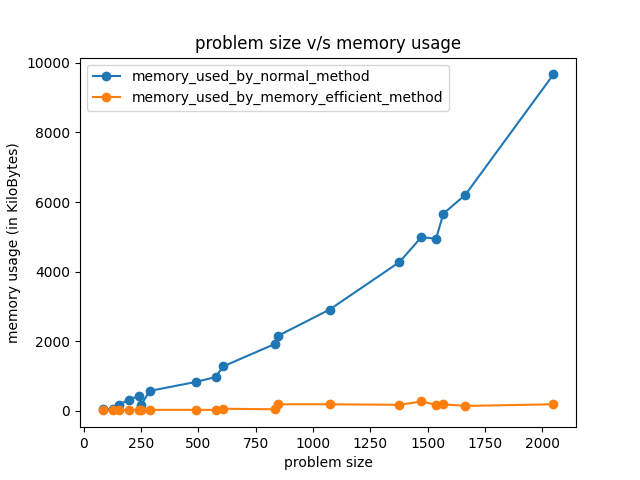 problem size v/s memory usage
memory_used_by_normal_method
memory_used_by_memory_efficient_method
memory usage (in KiloBytes)
10000
8000
6000
4000
2000
0
0 250 500 750 1000 1250 1500 1750 2000
problem size